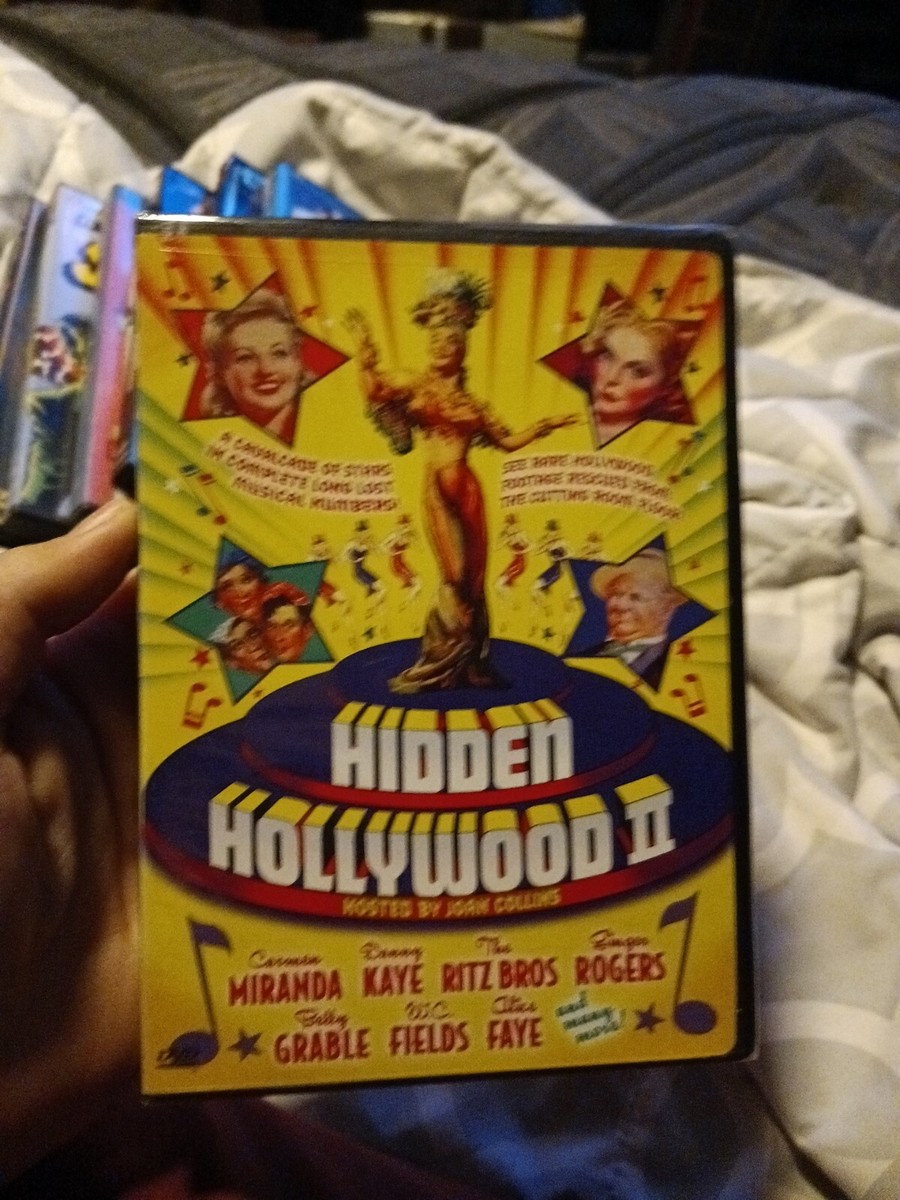 A CAVALCADE OF STARS
IN COMPLETE LONG LOST
MUSICAL NUMBERS!
SEE RARE HOLLYWOOD
FOOTAGE RESCUED FROM
THE CUTTING ROOM FLOOR!
HIDDEN
HOLLYWOOD II
HOSTED BY JOAN COLLINS
Carmen MIRANDA Danny KAYE The RITZ BROS Ginger ROGERS
Betty GRABLE W.C. FIELDS Alice FAYE and many more!
DVD